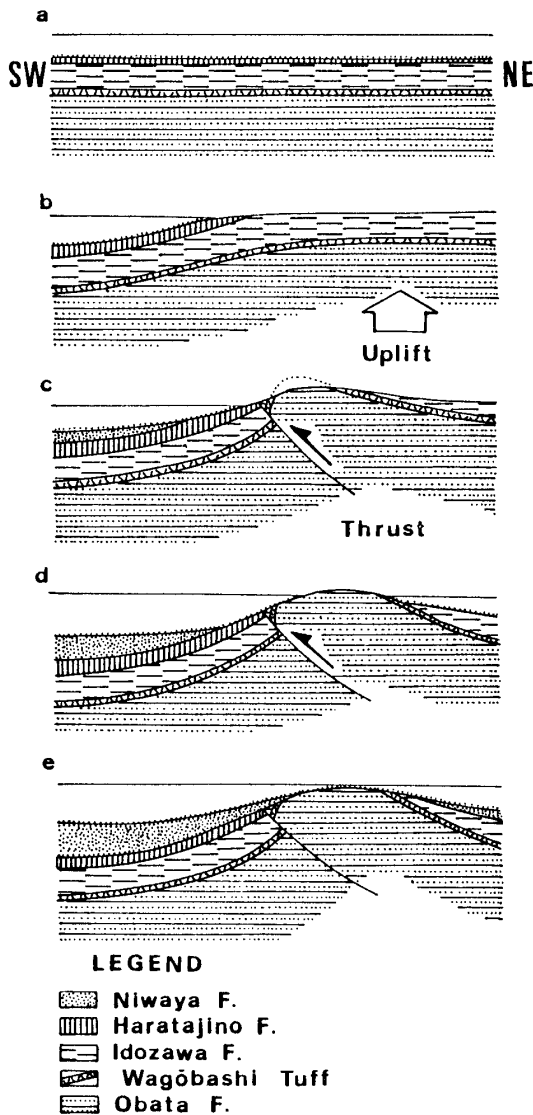 a
SW NE
b
Uplift
c
Thrust
d
e
LEGEND
Niwaya F.
Haratajino F.
Idozawa F.
Wagōbashi Tuff
Obata F.